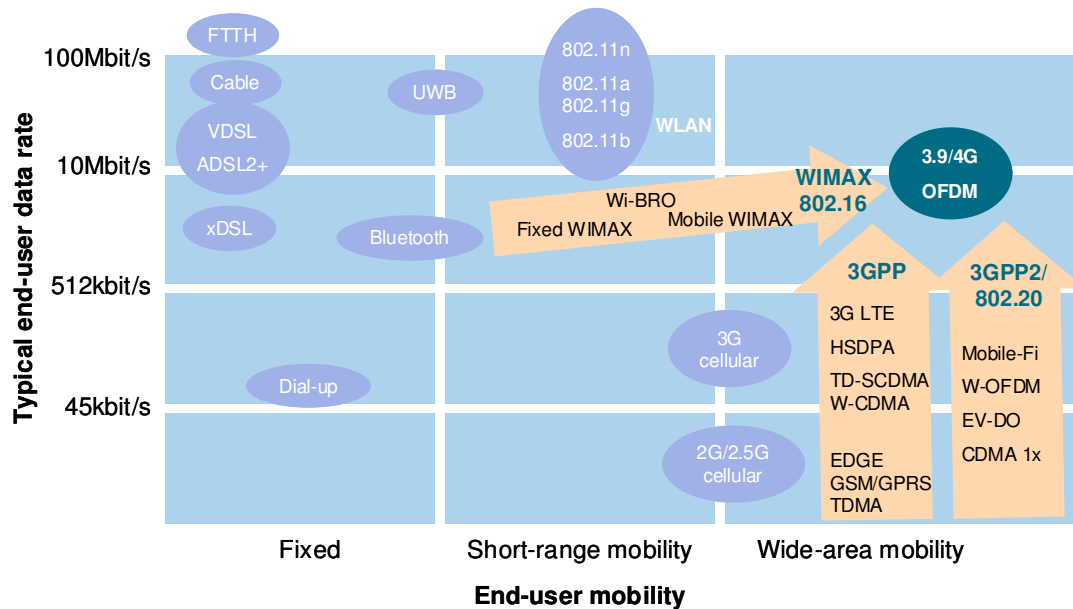 Typical end-user data rate
100Mbit/s
10Mbit/s
512kbit/s
45kbit/s
FTTH
Cable
VDSL
ADSL2+
xDSL
Dial-up
UWB
Bluetooth
802.11n
802.11a
802.11g
802.11b
WLAN
Wi-BRO
Fixed WIMAX
Mobile WIMAX
WIMAX
802.16
3.9/4G
OFDM
3G
cellular
2G/2.5G
cellular
3GPP
3G LTE
HSDPA
TD-SCDMA
W-CDMA
EDGE
GSM/GPRS
TDMA
3GPP2/
802.20
Mobile-Fi
W-OFDM
EV-DO
CDMA 1x
Fixed
Short-range mobility
Wide-area mobility
End-user mobility